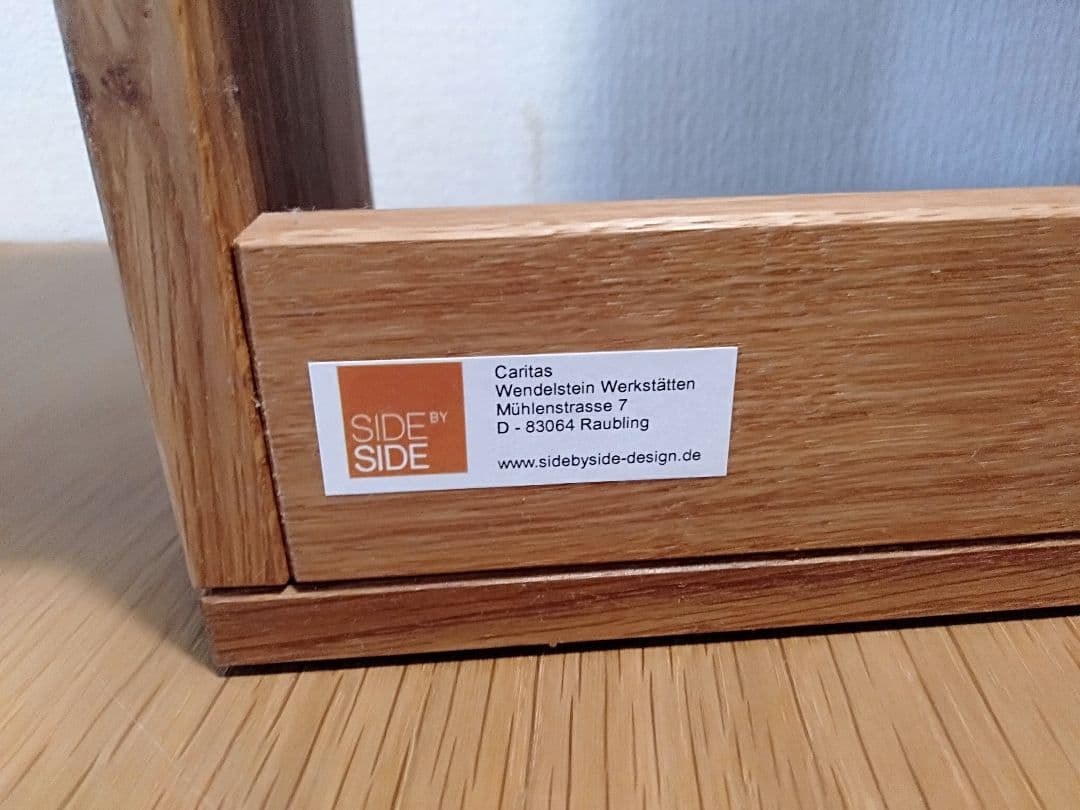 SIDE BY
SIDE
Caritas
Wendelstein Werkstätten
Mühlenstrasse 7
D - 83064 Raubling
www.sidebyside-design.de